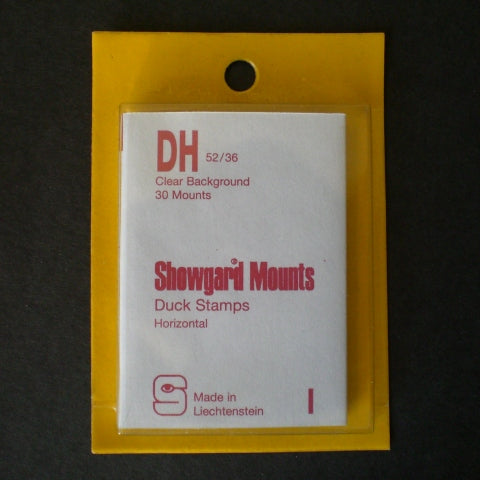 DH 52/36
Clear Background
30 Mounts
Showgard® Mounts
Duck Stamps
Horizontal
S
Made in
Liechtenstein
I